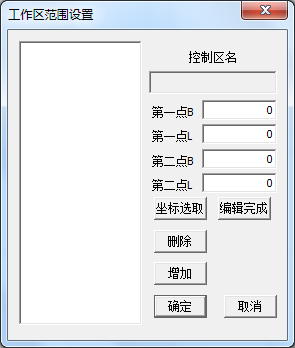 工作区范围设置
控制区名
第一点B 0
第一点L 0
第二点B 0
第二点L 0
坐标选取 编辑完成
删除
增加
确定 取消